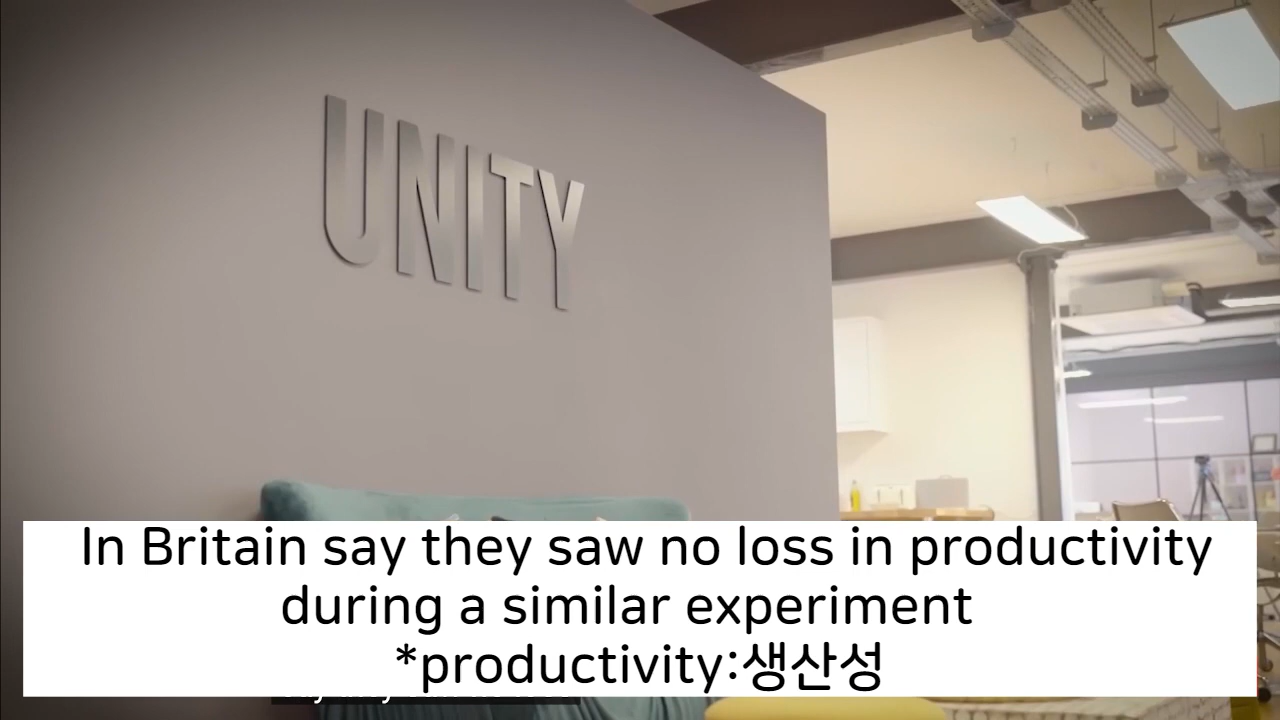 UNITY
In Britain say they saw no loss in productivity
during a similar experiment
*productivity:생산성